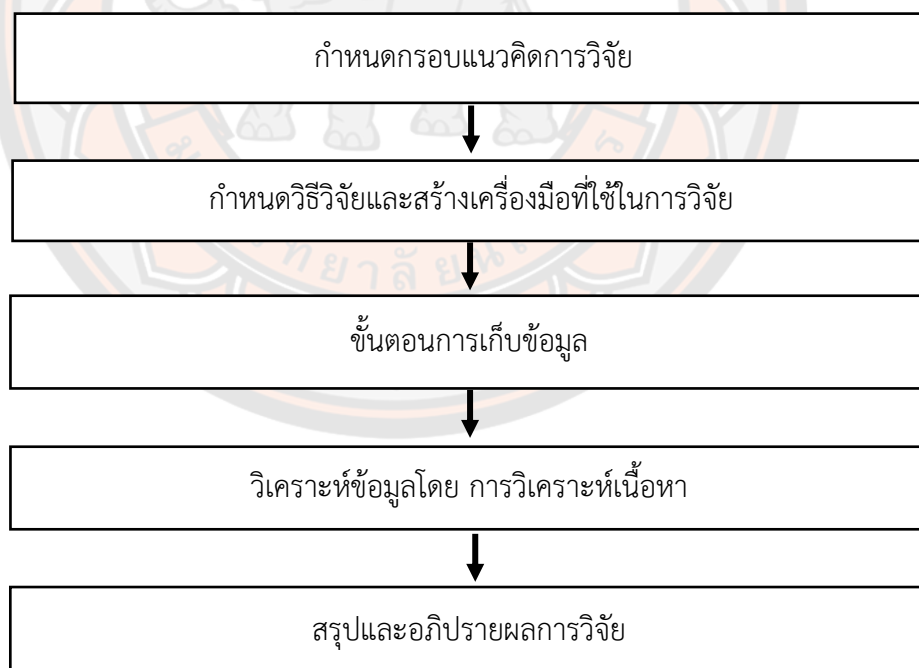 กำหนดกรอบแนวคิดการวิจัย
กำหนดวิธีวิจัยและสร้างเครื่องมือที่ใช้ในการวิจัย
ขั้นตอนการเก็บข้อมูล
วิเคราะห์ข้อมูลโดย การวิเคราะห์เนื้อหา
สรุปและอภิปรายผลการวิจัย